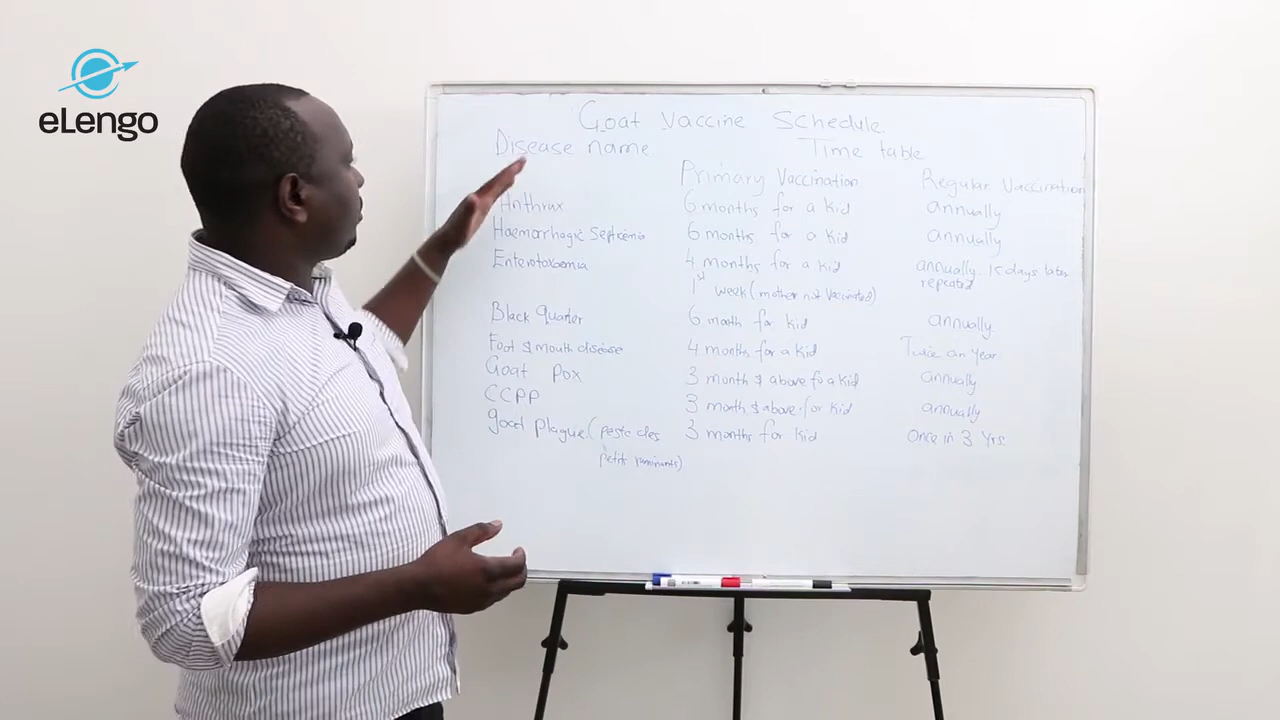 eLengo
Goat Vaccine Schedule
Disease name Time table
Primary Vaccination Regular Vaccination
Anthrax 6 months for a kid annually
Haemorrhagic Septicemia 6 months for a kid annually
Enterotoxemia 4 months for a kid annually 15 days later
1st week (mother not vaccinated) repeated
Black quarter 6 month for kid annually
Foot & mouth disease 4 months for a kid Twice an year
Goat Pox 3 month & above fo a kid annually
CCPP 3 month & above for kid annually
goat plague (peste des 3 months for kid Once in 3 Yrs.
petits ruminants)